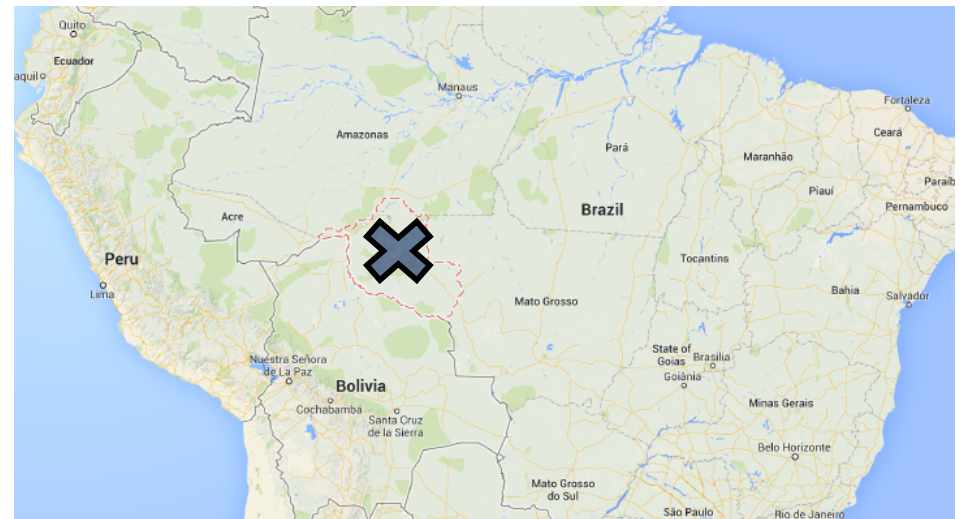 Quito
Ecuador
aquil
Manaus
Fortaleza
Amazonas
Ceará
Pará
Maranhão
Paraíb
Piauí
Pernambuco
Acre
Brazil
Peru
Tocantins
Lima
Bahia
Salvador
Mato Grosso
State of
Goias
Brasilia
Nuestra Señora
de La Paz
Goiânia
Bolivia
Minas Gerais
Cochabamba
Santa Cruz
de la Sierra
Belo Horizonte
Mato Grosso
do Sul
São Paulo
Rio de Janeiro